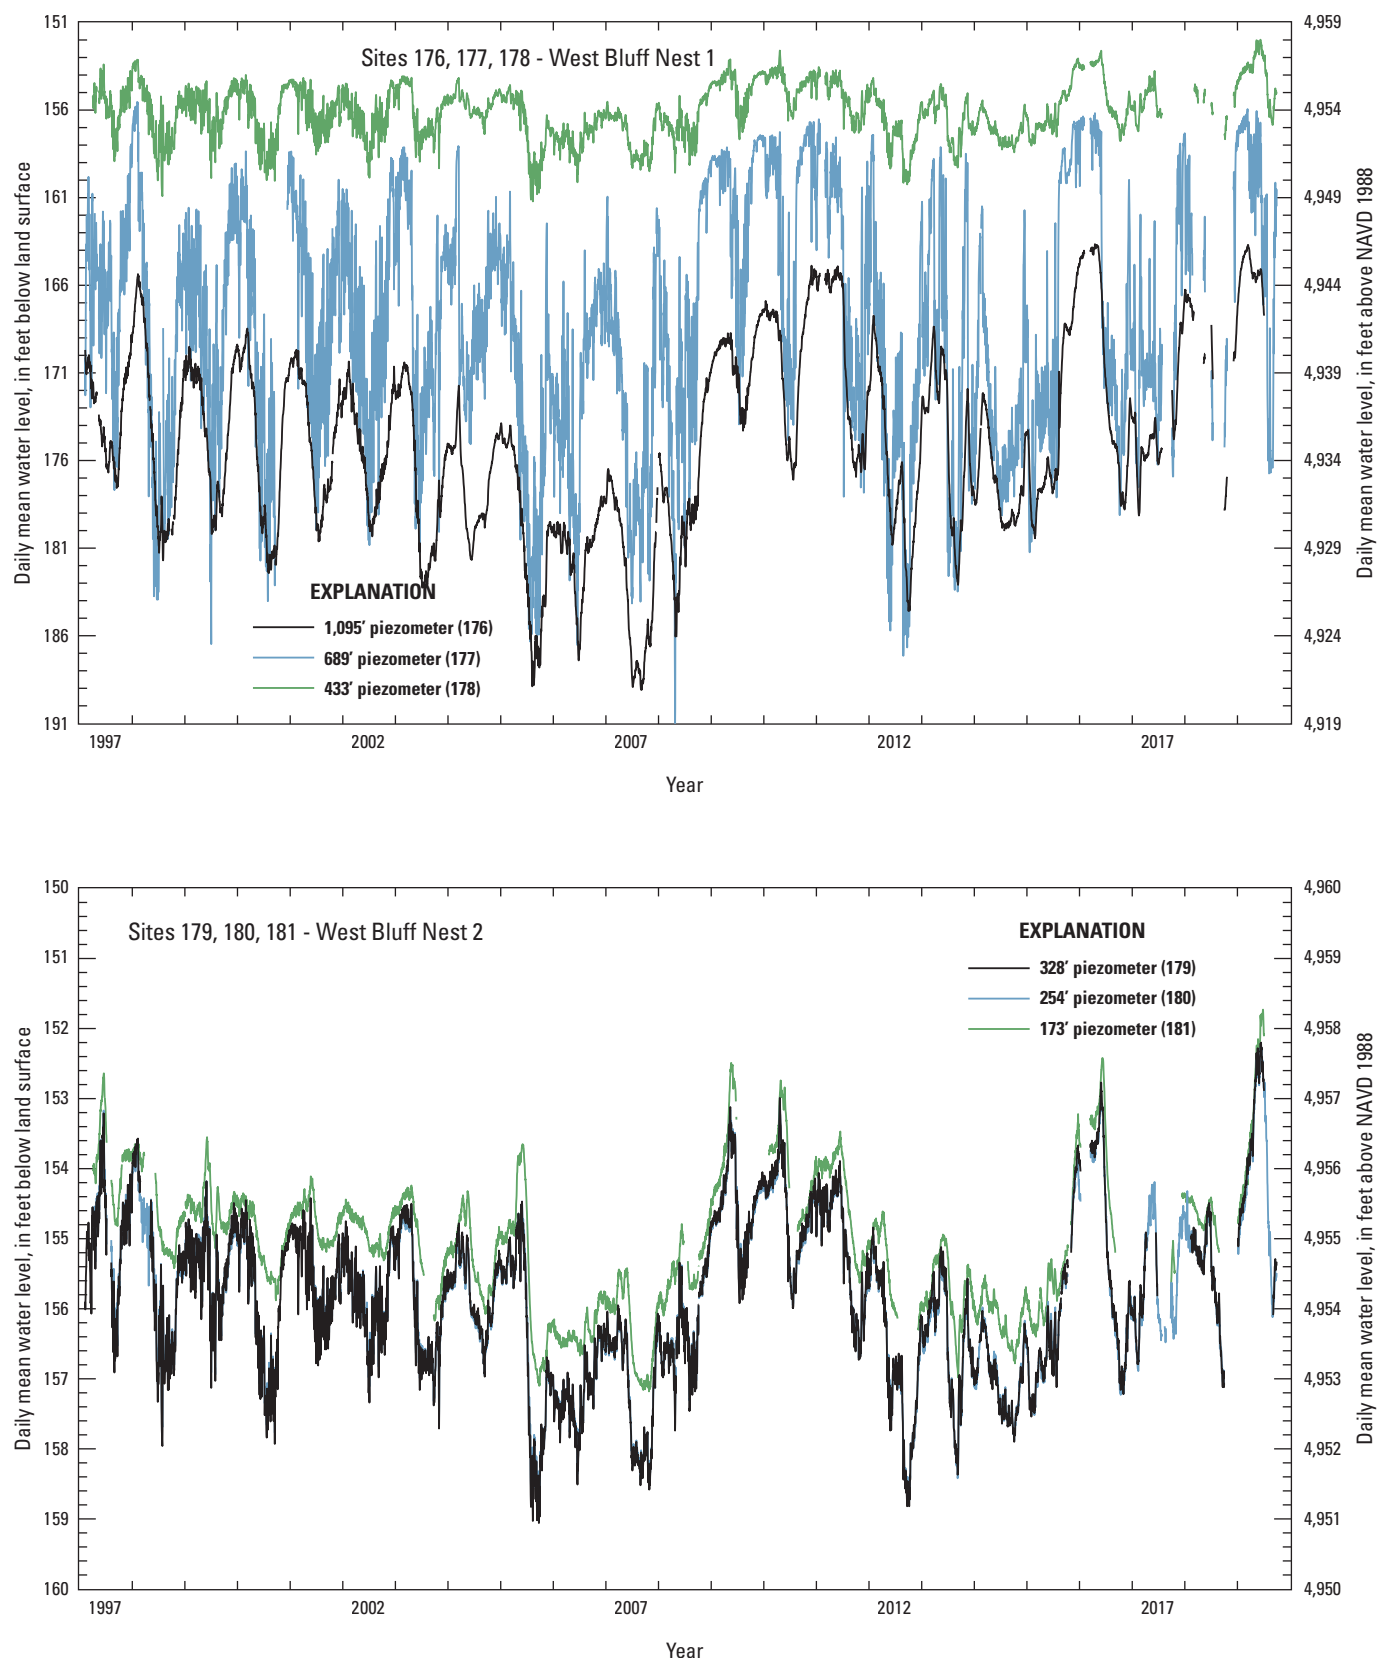 Sites 176, 177, 178 - West Bluff Nest 1
Daily mean water level, in feet below land surface
151
156
161
166
171
176
181
186
191
4,959
4,954
4,949
4,944
4,939
4,934
4,929
4,924
4,919
Daily mean water level, in feet above NAVD 1988
EXPLANATION
1,095’ piezometer (176)
689’ piezometer (177)
433’ piezometer (178)
1997 2002 2007 2012 2017
Year
Sites 179, 180, 181 - West Bluff Nest 2
Daily mean water level, in feet below land surface
150
151
152
153
154
155
156
157
158
159
160
4,960
4,959
4,958
4,957
4,956
4,955
4,954
4,953
4,952
4,951
4,950
Daily mean water level, in feet above NAVD 1988
EXPLANATION
328’ piezometer (179)
254’ piezometer (180)
173’ piezometer (181)
1997 2002 2007 2012 2017
Year